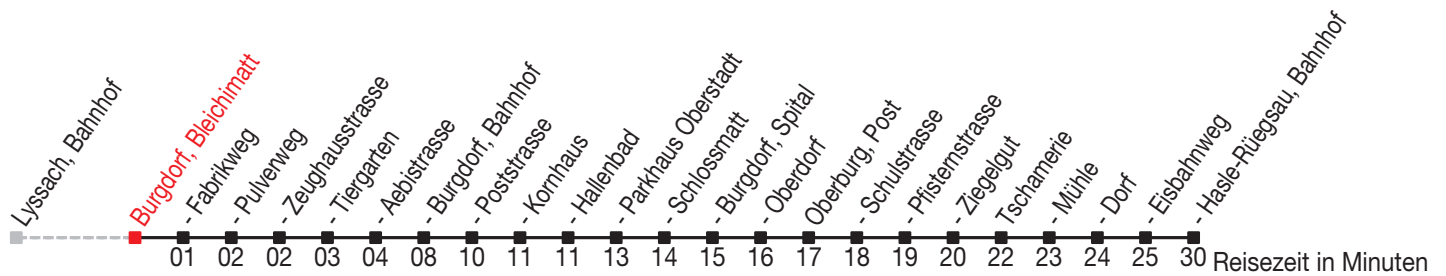 Lyssach, Bahnhof
Burgdorf, Bleichimatt
- Fabrikweg
- Pulverweg
- Zeughausstrasse
- Tiergarten
- Aebistrasse
- Burgdorf, Bahnhof
- Poststrasse
- Kornhaus
- Hallenbad
- Parkhaus Oberstadt
- Schlossmatt
- Burgdorf, Spital
- Oberdorf
Oberburg, Post
- Schulstrasse
- Pfisternstrasse
- Ziegelgut
Tschamerie
- Mühle
- Dorf
- Eisbahnweg
- Hasle-Rüegsau, Bahnhof
01 02 02 03 04 08 10 11 11 13 14 15 16 17 18 19 20 22 23 24 25 30 Reisezeit in Minuten